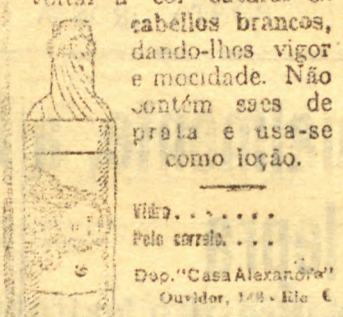 cabellos brancos,
dando-lhes vigor
e mocidade. Não
contém saes de
prata e usa-se
como loção.
Vidro. . . . . . .
Pelo correio. . . .
Dep. "Casa Alexandre"
Ouvidor, 148 - Rio